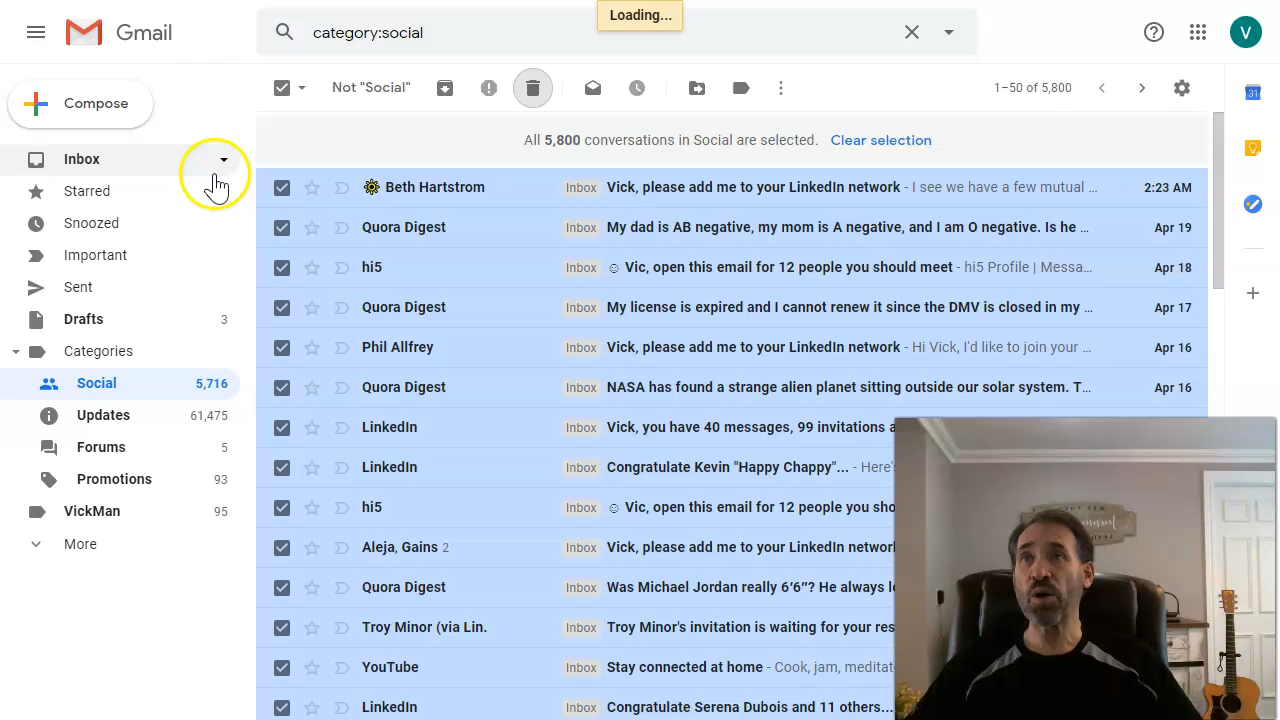 Loading...
Gmail
category:social
V
Compose
Not "Social"
1–50 of 5,800
31
All 5,800 conversations in Social are selected. Clear selection
Inbox
Starred
Snoozed
Important
Sent
Drafts 3
Categories
Social 5,716
Updates 61,475
Forums 5
Promotions 93
VickMan 95
More
Beth Hartstrom Inbox Vick, please add me to your LinkedIn network - I see we have a few mutual ... 2:23 AM
Quora Digest Inbox My dad is AB negative, my mom is A negative, and I am O negative. Is he ... Apr 19
hi5 Inbox ☺ Vic, open this email for 12 people you should meet - hi5 Profile | Messa... Apr 18
Quora Digest Inbox My license is expired and I cannot renew it since the DMV is closed in my ... Apr 17
Phil Allfrey Inbox Vick, please add me to your LinkedIn network - Hi Vick, I'd like to join your ... Apr 16
Quora Digest Inbox NASA has found a strange alien planet sitting outside our solar system. T... Apr 16
LinkedIn Inbox Vick, you have 40 messages, 99 invitations a
LinkedIn Inbox Congratulate Kevin "Happy Chappy"... - Here's
hi5 Inbox ☺ Vic, open this email for 12 people you sho
Aleja, Gains 2 Inbox Vick, please add me to your LinkedIn network
Quora Digest Inbox Was Michael Jordan really 6′6″? He always l
Troy Minor (via Lin. Inbox Troy Minor's invitation is waiting for your res
YouTube Inbox Stay connected at home - Cook, jam, meditat
LinkedIn Inbox Congratulate Serena Dubois and 11 others...